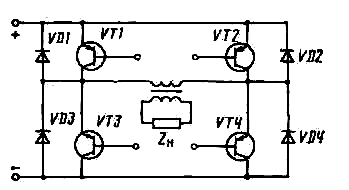 VD1 VT1 VT2 VD2
+
VD3 VT3 VT4 VD4
Zн
-